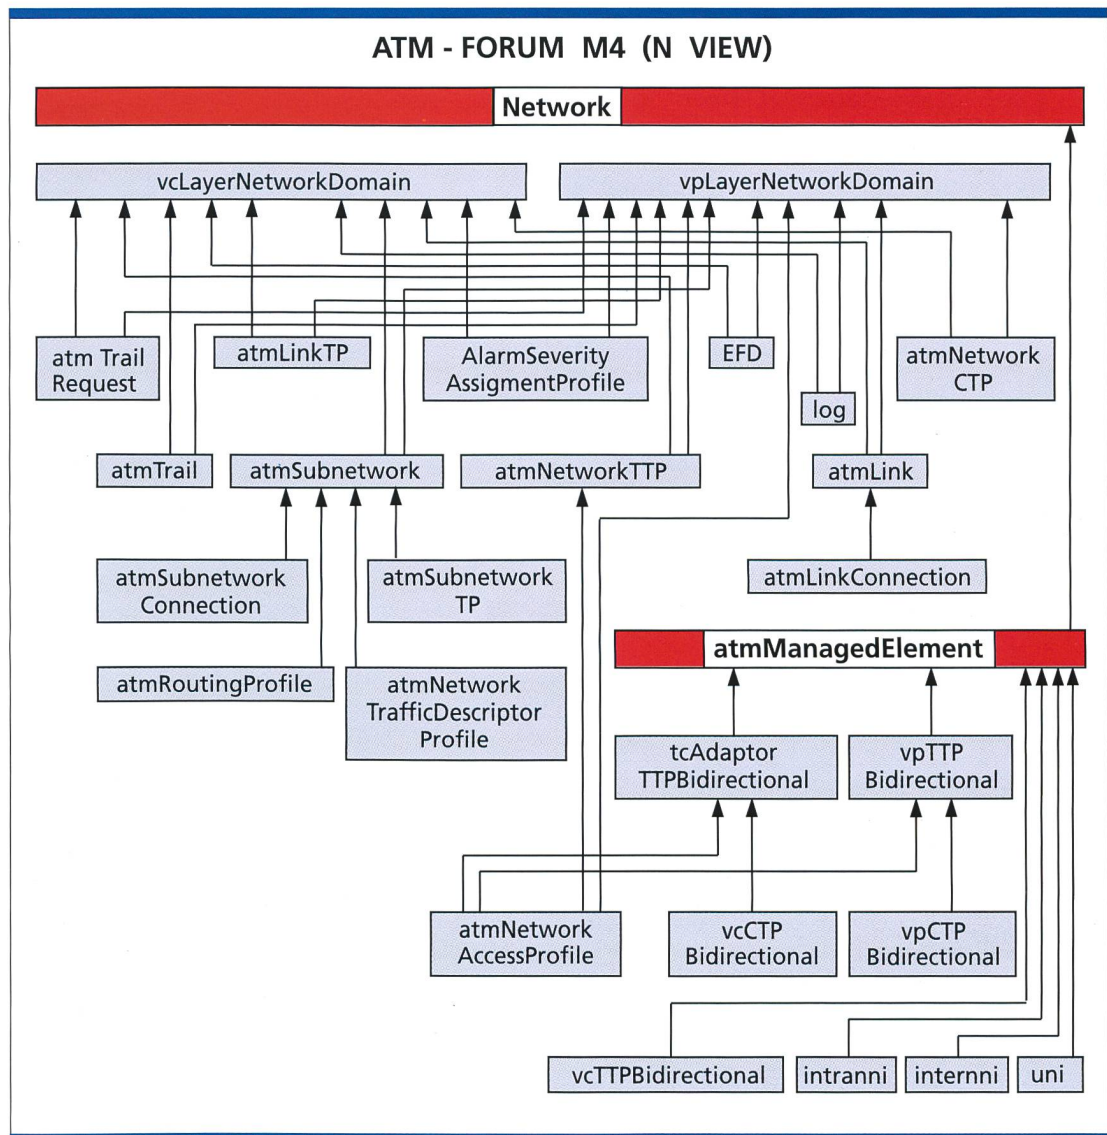 ATM - FORUM M4 (N VIEW)
Network
vcLayerNetworkDomain
vpLayerNetworkDomain
atm Trail
Request
atmLinkTP
AlarmSeverity
AssigmentProfile
EFD
log
atmNetwork
CTP
atmTrail
atmSubnetwork
atmNetworkTTP
atmLink
atmSubnetwork
Connection
atmSubnetwork
TP
atmLinkConnection
atmManagedElement
atmRoutingProfile
atmNetwork
TrafficDescriptor
Profile
tcAdaptor
TTPBidirectional
vpTTP
Bidirectional
atmNetwork
AccessProfile
vcCTP
Bidirectional
vpCTP
Bidirectional
vcTTPBidirectional
intranni
internni
uni